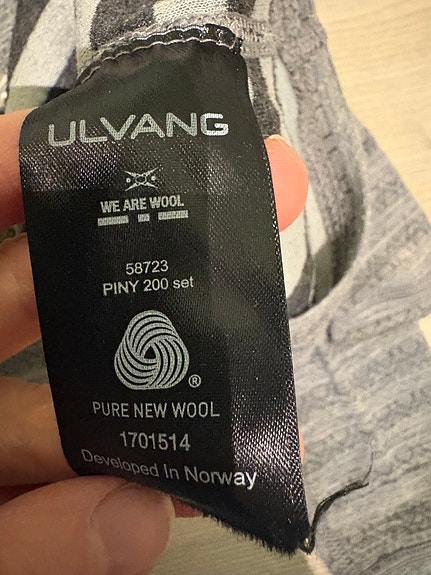 ULVANG
WE ARE WOOL
58723
PINY 200 set
®
PURE NEW WOOL
1701514
Developed In Norway